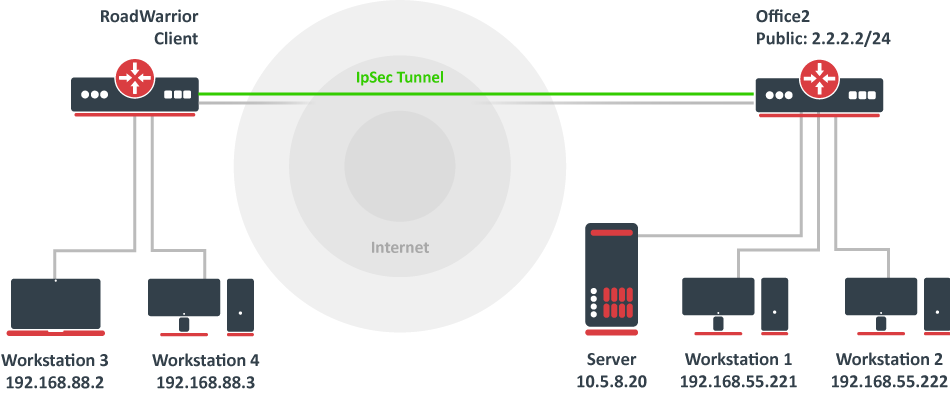 RoadWarrior
Client
Office2
Public: 2.2.2.2/24
IpSec Tunnel
Internet
Workstation 3
192.168.88.2
Workstation 4
192.168.88.3
Server
10.5.8.20
Workstation 1
192.168.55.221
Workstation 2
192.168.55.222